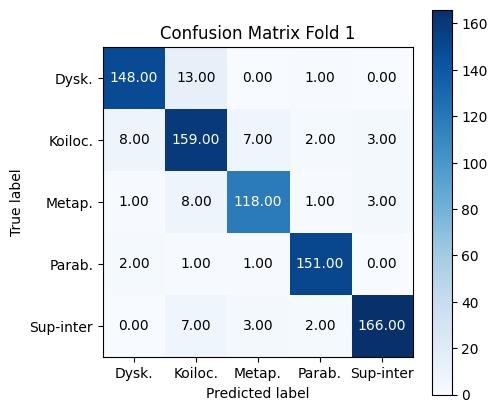 Confusion Matrix Fold 1
True label
Dysk. 148.00 13.00 0.00 1.00 0.00
Koiloc. 8.00 159.00 7.00 2.00 3.00
Metap. 1.00 8.00 118.00 1.00 3.00
Parab. 2.00 1.00 1.00 151.00 0.00
Sup-inter 0.00 7.00 3.00 2.00 166.00
Dysk. Koiloc. Metap. Parab. Sup-inter
Predicted label
160
140
120
100
80
60
40
20
0